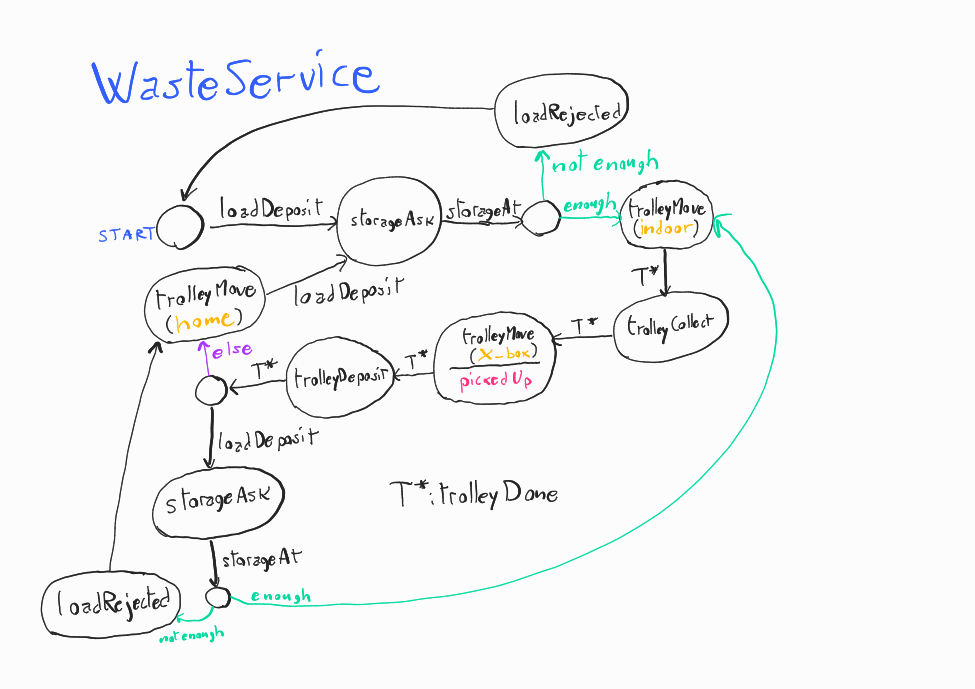 WasteService
loadRejected
not enough
loadDeposit
storageAsk
storageAt
enough
trolleyMove
(indoor)
START
T*
trolleyMove
(home)
loadDeposit
trolleyCollect
T*
trolleyMove
(X-box)
pickedUp
T*
trolleyDeposit
T*
else
loadDeposit
storageAsk
T*:trolleyDone
storageAt
enough
loadRejected
not enough